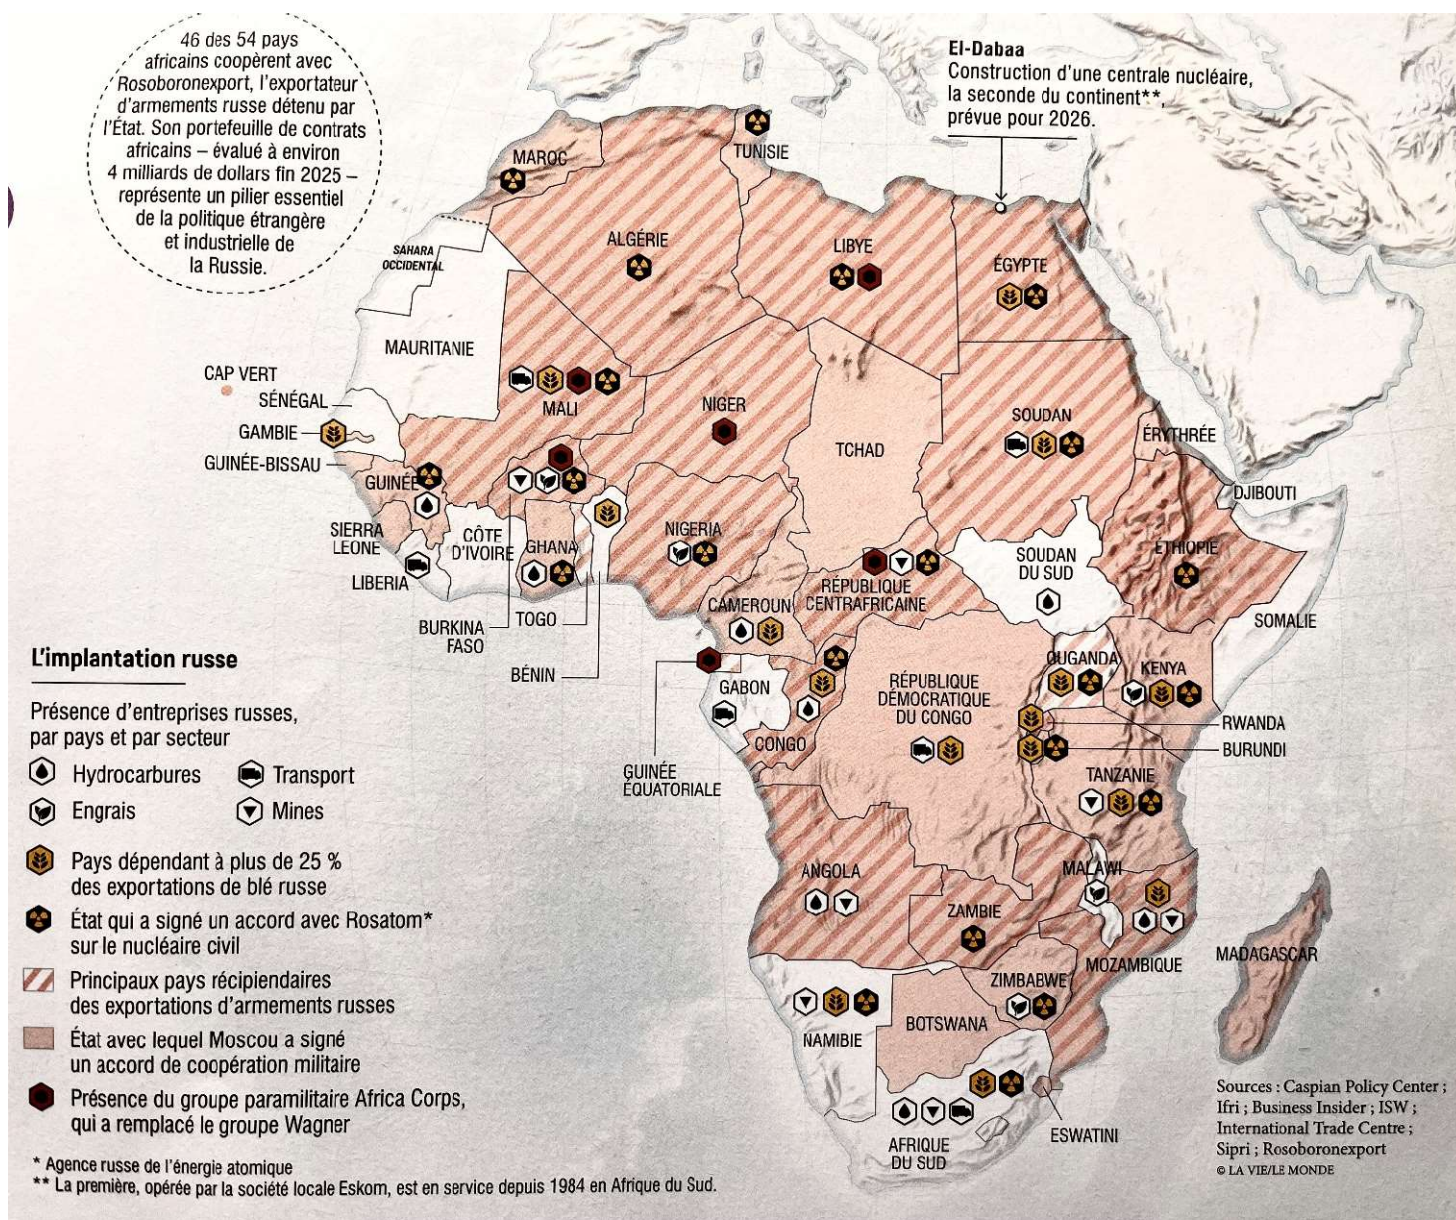 46 des 54 pays
africains coopèrent avec
Rosoboronexport, l'exportateur
d'armements russe détenu par
l'État. Son portefeuille de contrats
africains – évalué à environ
4 milliards de dollars fin 2025 –
représente un pilier essentiel
de la politique étrangère
et industrielle de
la Russie.
El-Dabaa
Construction d'une centrale nucléaire,
la seconde du continent**,
prévue pour 2026.
MAROC
TUNISIE
ALGÉRIE
LIBYE
ÉGYPTE
SAHARA
OCCIDENTAL
MAURITANIE
CAP VERT
SÉNÉGAL
GAMBIE
GUINÉE-BISSAU
GUINÉE
SIERRA
LEONE
LIBERIA
CÔTE
D'IVOIRE
GHANA
MALI
NIGER
TCHAD
SOUDAN
ÉRYTHRÉE
DJIBOUTI
ÉTHIOPIE
SOMALIE
NIGERIA
CAMEROUN
RÉPUBLIQUE
CENTRAFRICAINE
SOUDAN
DU SUD
BURKINA
FASO
TOGO
BÉNIN
GUINÉE
ÉQUATORIALE
GABON
CONGO
RÉPUBLIQUE
DÉMOCRATIQUE
DU CONGO
OUGANDA
KENYA
RWANDA
BURUNDI
TANZANIE
ANGOLA
ZAMBIE
MALAWI
MOZAMBIQUE
MADAGASCAR
ZIMBABWE
BOTSWANA
NAMIBIE
AFRIQUE
DU SUD
ESWATINI
L'implantation russe
Présence d'entreprises russes,
par pays et par secteur
Hydrocarbures
Transport
Engrais
Mines
Pays dépendant à plus de 25 %
des exportations de blé russe
État qui a signé un accord avec Rosatom*
sur le nucléaire civil
Principaux pays récipiendaires
des exportations d'armements russes
État avec lequel Moscou a signé
un accord de coopération militaire
Présence du groupe paramilitaire Africa Corps,
qui a remplacé le groupe Wagner
* Agence russe de l'énergie atomique
** La première, opérée par la société locale Eskom, est en service depuis 1984 en Afrique du Sud.
Sources : Caspian Policy Center ;
Ifri ; Business Insider ; ISW ;
International Trade Centre ;
Sipri ; Rosoboronexport
© LA VIE/LE MONDE